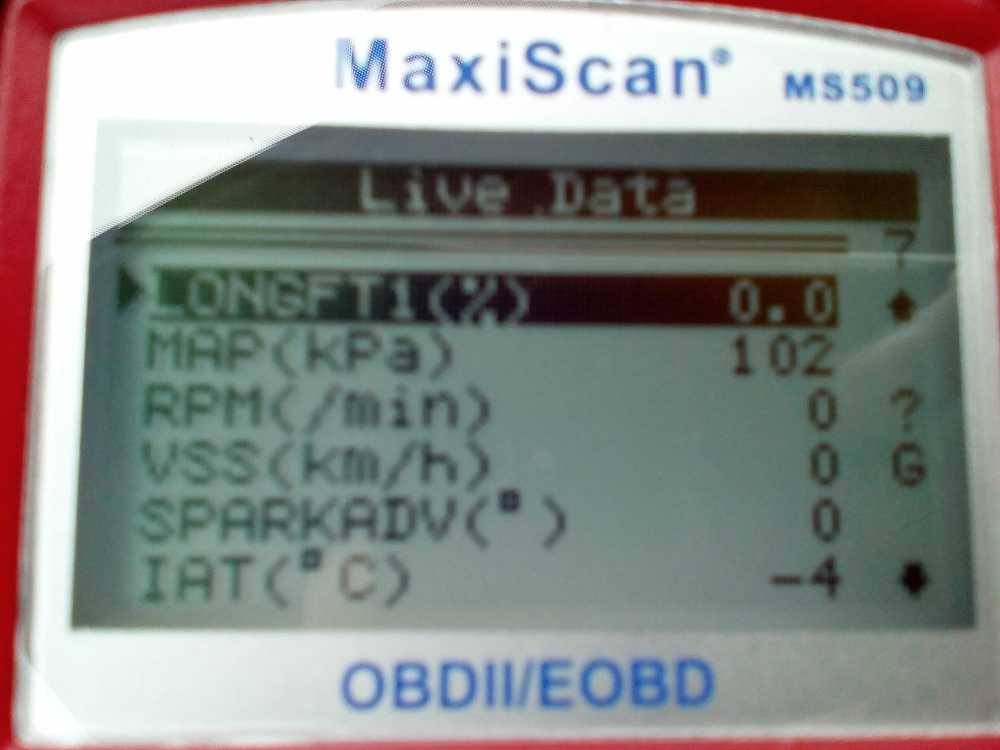 MaxiScan® MS509
Live Data
?
LONGFT1(%) 0.0
MAP(kPa) 102
RPM(/min) 0 ?
VSS(km/h) 0 G
SPARKADV(°) 0
IAT(°C) -4
OBDII/EOBD